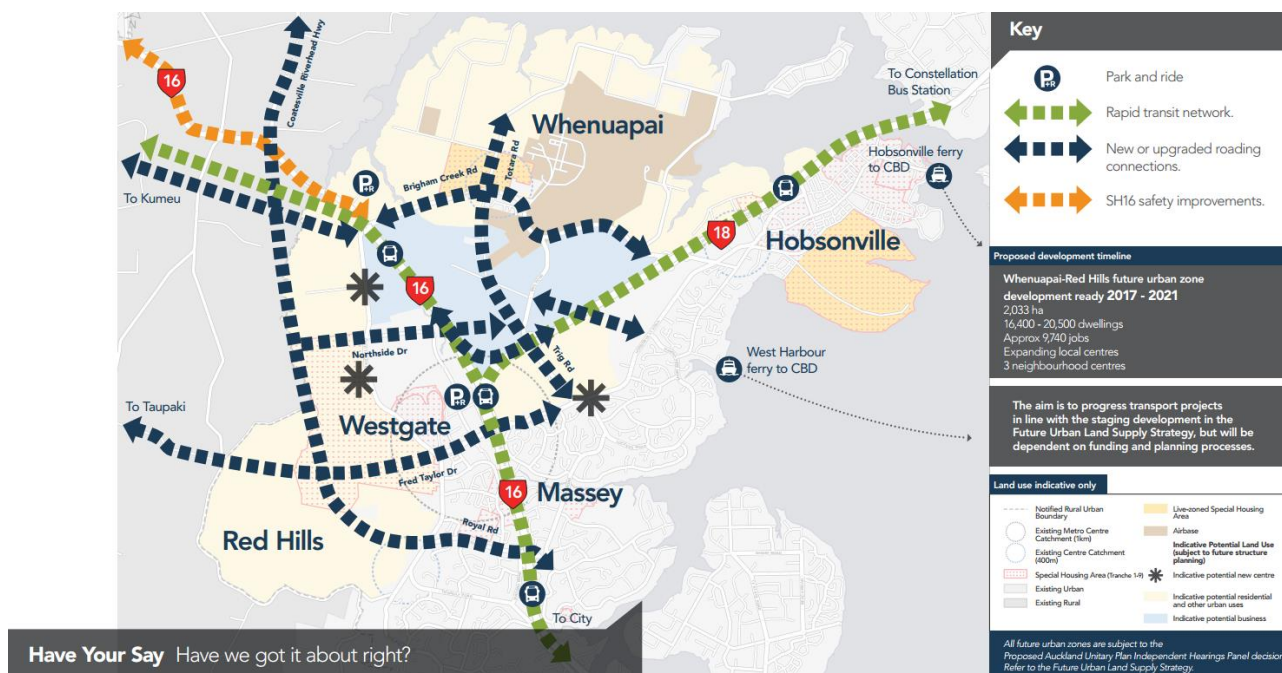 16
Coatesville Riverhead Hwy
To Kumeu
P+R
Brigham Creek Rd
Totara Rd
Whenuapai
To Constellation
Bus Station
Hobsonville ferry
to CBD
18
Hobsonville
16
Northside Dr
Trig Rd
West Harbour
ferry to CBD
P+R
To Taupaki
Westgate
Fred Taylor Dr
16
Massey
Royal Rd
Red Hills
To City
Have Your Say Have we got it about right?
Key
P+R
Park and ride
Rapid transit network.
New or upgraded roading
connections.
SH16 safety improvements.
Proposed development timeline
Whenuapai-Red Hills future urban zone
development ready 2017 - 2021
2,033 ha
16,400 - 20,500 dwellings
Approx 9,740 jobs
Expanding local centres
3 neighbourhood centres
The aim is to progress transport projects
in line with the staging development in the
Future Urban Land Supply Strategy, but will be
dependent on funding and planning processes.
Land use indicative only
Notified Rural Urban
Boundary
Existing Metro Centre
Catchment (1km)
Existing Centre Catchment
(400m)
Special Housing Area (Tranche 1-9)
Existing Urban
Existing Rural
Live-zoned Special Housing
Area
Airbase
Indicative Potential Land Use
(subject to future structure
planning)
Indicative potential new centre
Indicative potential residential
and other urban uses
Indicative potential business
All future urban zones are subject to the
Proposed Auckland Unitary Plan Independent Hearings Panel decision
Refer to the Future Urban Land Supply Strategy.